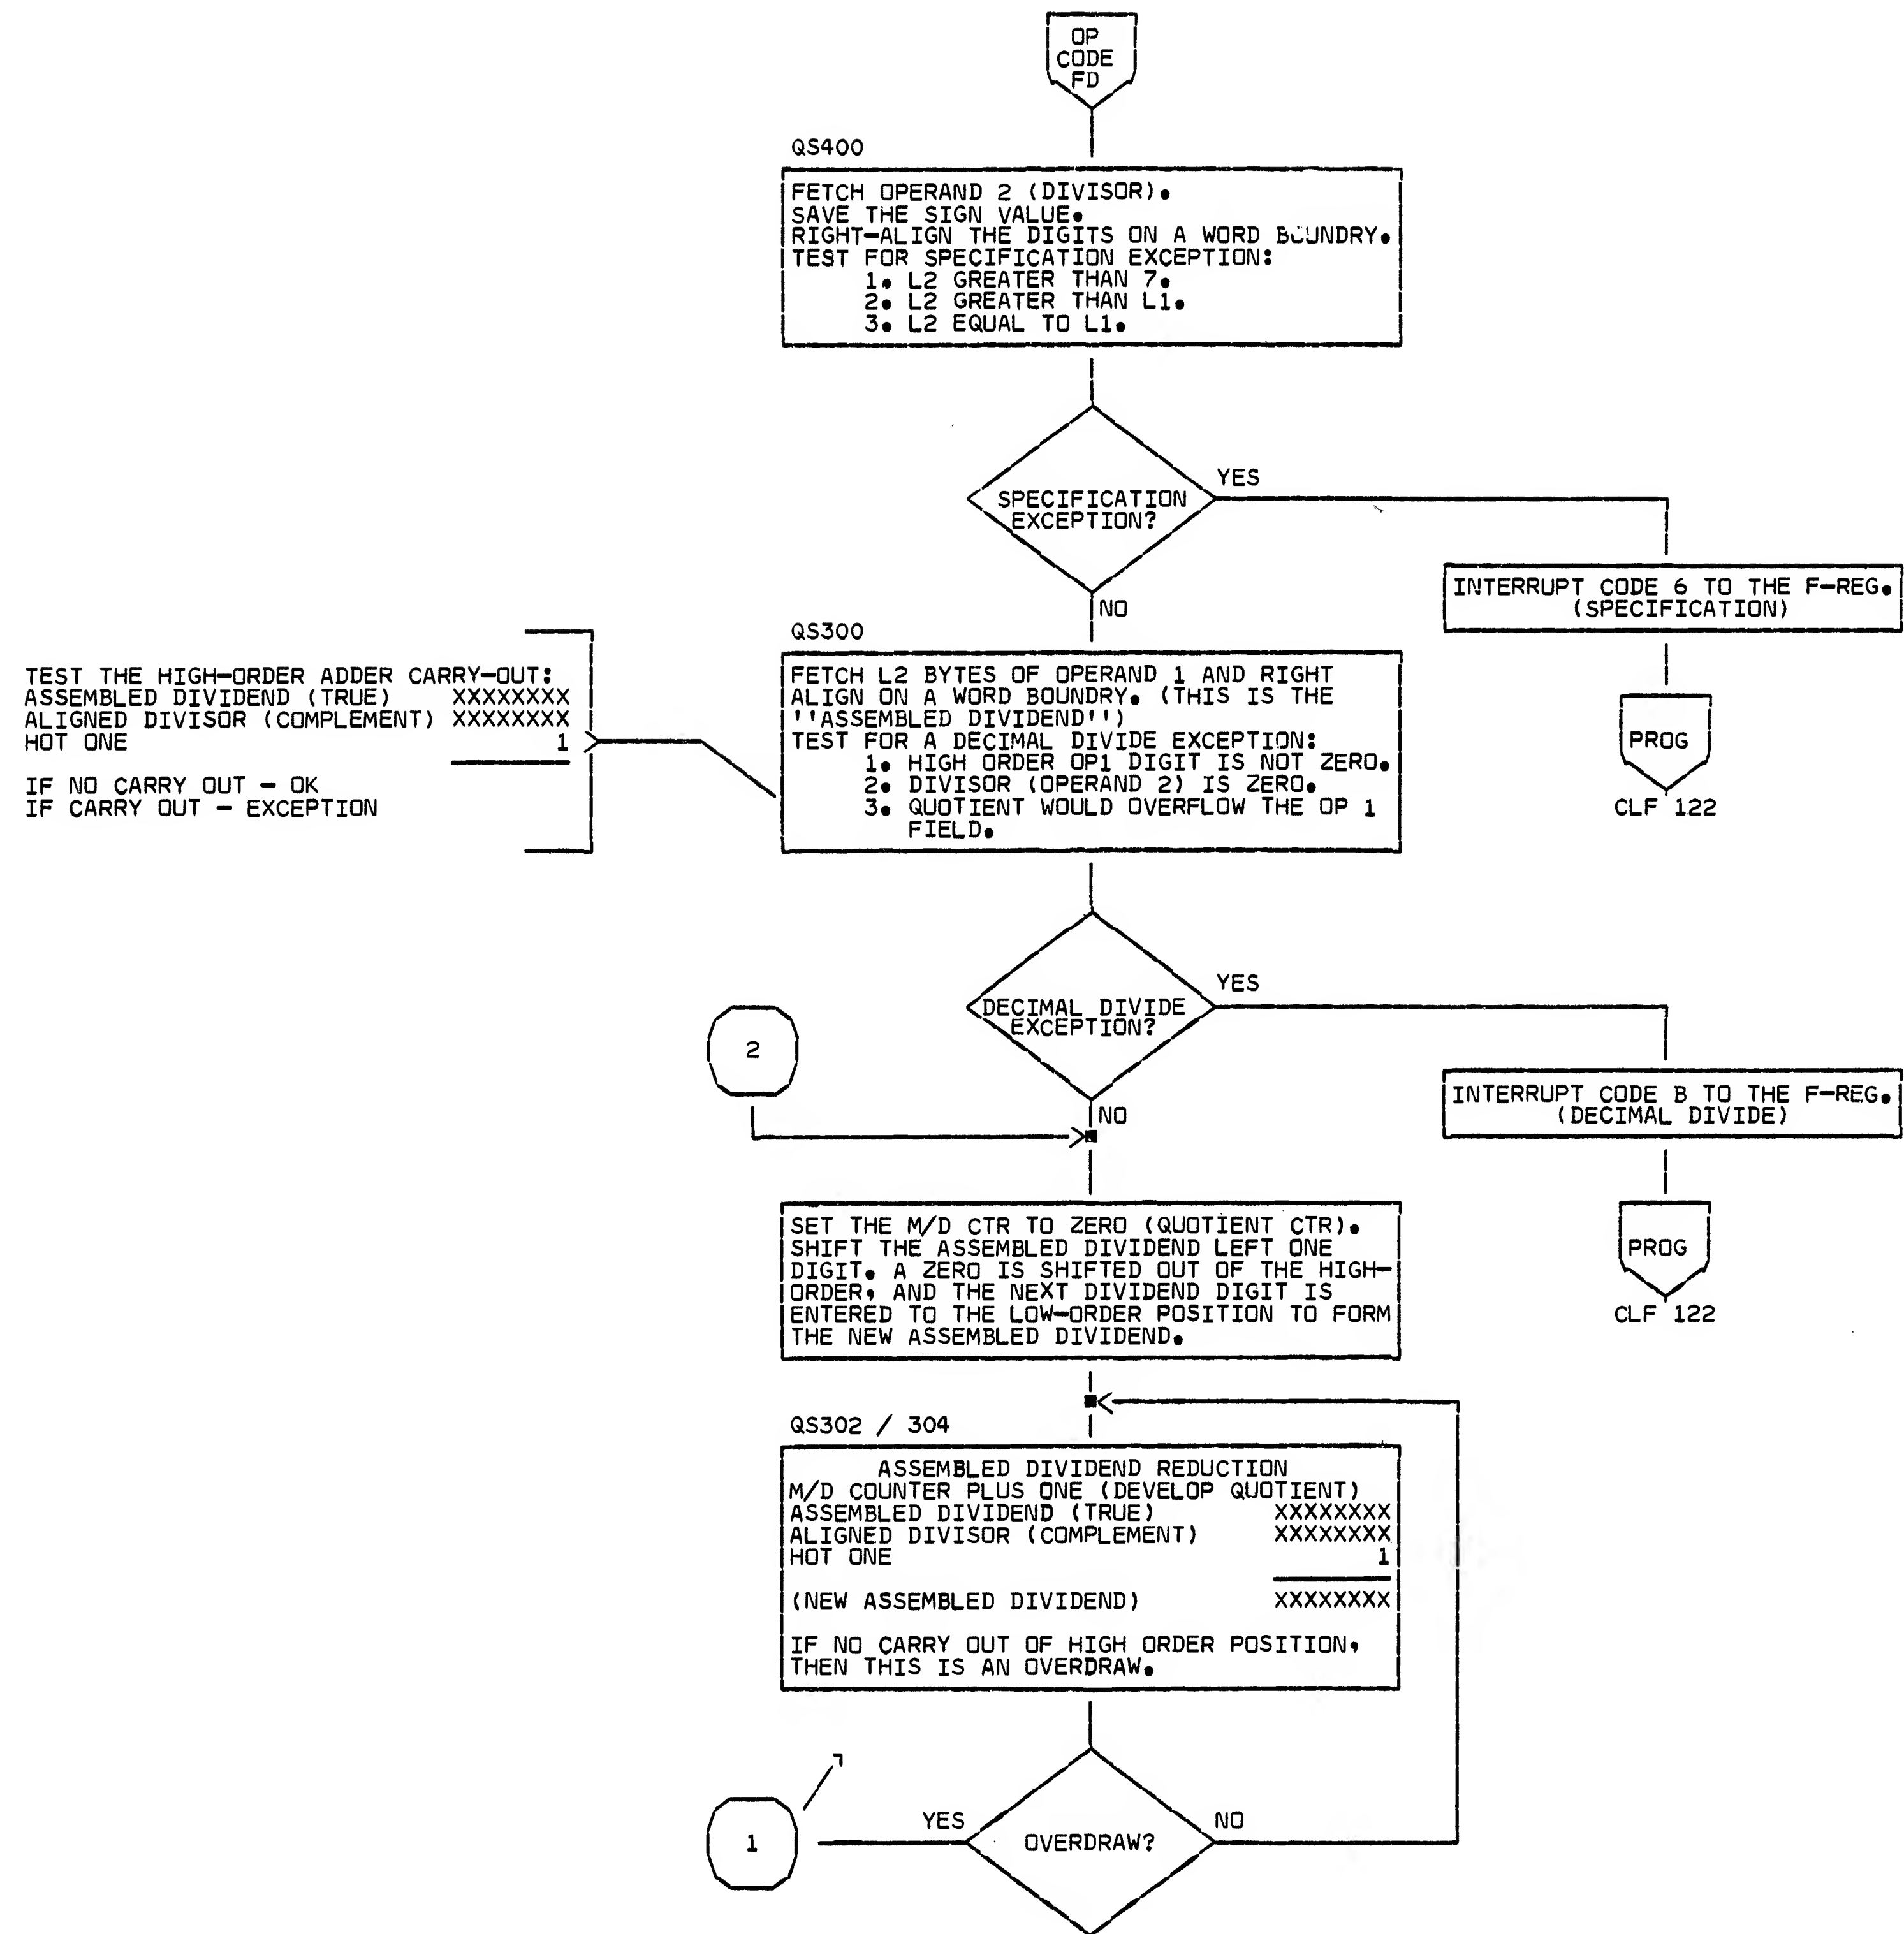 OP
CODE
FD
QS400
FETCH OPERAND 2 (DIVISOR).
SAVE THE SIGN VALUE.
RIGHT-ALIGN THE DIGITS ON A WORD BOUNDRY.
TEST FOR SPECIFICATION EXCEPTION:
1. L2 GREATER THAN 7.
2. L2 GREATER THAN L1.
3. L2 EQUAL TO L1.
SPECIFICATION
EXCEPTION?
YES
NO
INTERRUPT CODE 6 TO THE F-REG.
(SPECIFICATION)
PROG
CLF 122
TEST THE HIGH-ORDER ADDER CARRY-OUT:
ASSEMBLED DIVIDEND (TRUE) XXXXXXXX
ALIGNED DIVISOR (COMPLEMENT) XXXXXXXX
HOT ONE 1
IF NO CARRY OUT - OK
IF CARRY OUT - EXCEPTION
QS300
FETCH L2 BYTES OF OPERAND 1 AND RIGHT
ALIGN ON A WORD BOUNDRY. (THIS IS THE
''ASSEMBLED DIVIDEND'')
TEST FOR A DECIMAL DIVIDE EXCEPTION:
1. HIGH ORDER OP1 DIGIT IS NOT ZERO.
2. DIVISOR (OPERAND 2) IS ZERO.
3. QUOTIENT WOULD OVERFLOW THE OP 1
FIELD.
DECIMAL DIVIDE
EXCEPTION?
YES
NO
2
INTERRUPT CODE B TO THE F-REG.
(DECIMAL DIVIDE)
PROG
CLF 122
SET THE M/D CTR TO ZERO (QUOTIENT CTR).
SHIFT THE ASSEMBLED DIVIDEND LEFT ONE
DIGIT. A ZERO IS SHIFTED OUT OF THE HIGH-
ORDER, AND THE NEXT DIVIDEND DIGIT IS
ENTERED TO THE LOW-ORDER POSITION TO FORM
THE NEW ASSEMBLED DIVIDEND.
QS302 / 304
ASSEMBLED DIVIDEND REDUCTION
M/D COUNTER PLUS ONE (DEVELOP QUOTIENT)
ASSEMBLED DIVIDEND (TRUE) XXXXXXXX
ALIGNED DIVISOR (COMPLEMENT) XXXXXXXX
HOT ONE 1
(NEW ASSEMBLED DIVIDEND) XXXXXXXX
IF NO CARRY OUT OF HIGH ORDER POSITION,
THEN THIS IS AN OVERDRAW.
1
YES
OVERDRAW?
NO